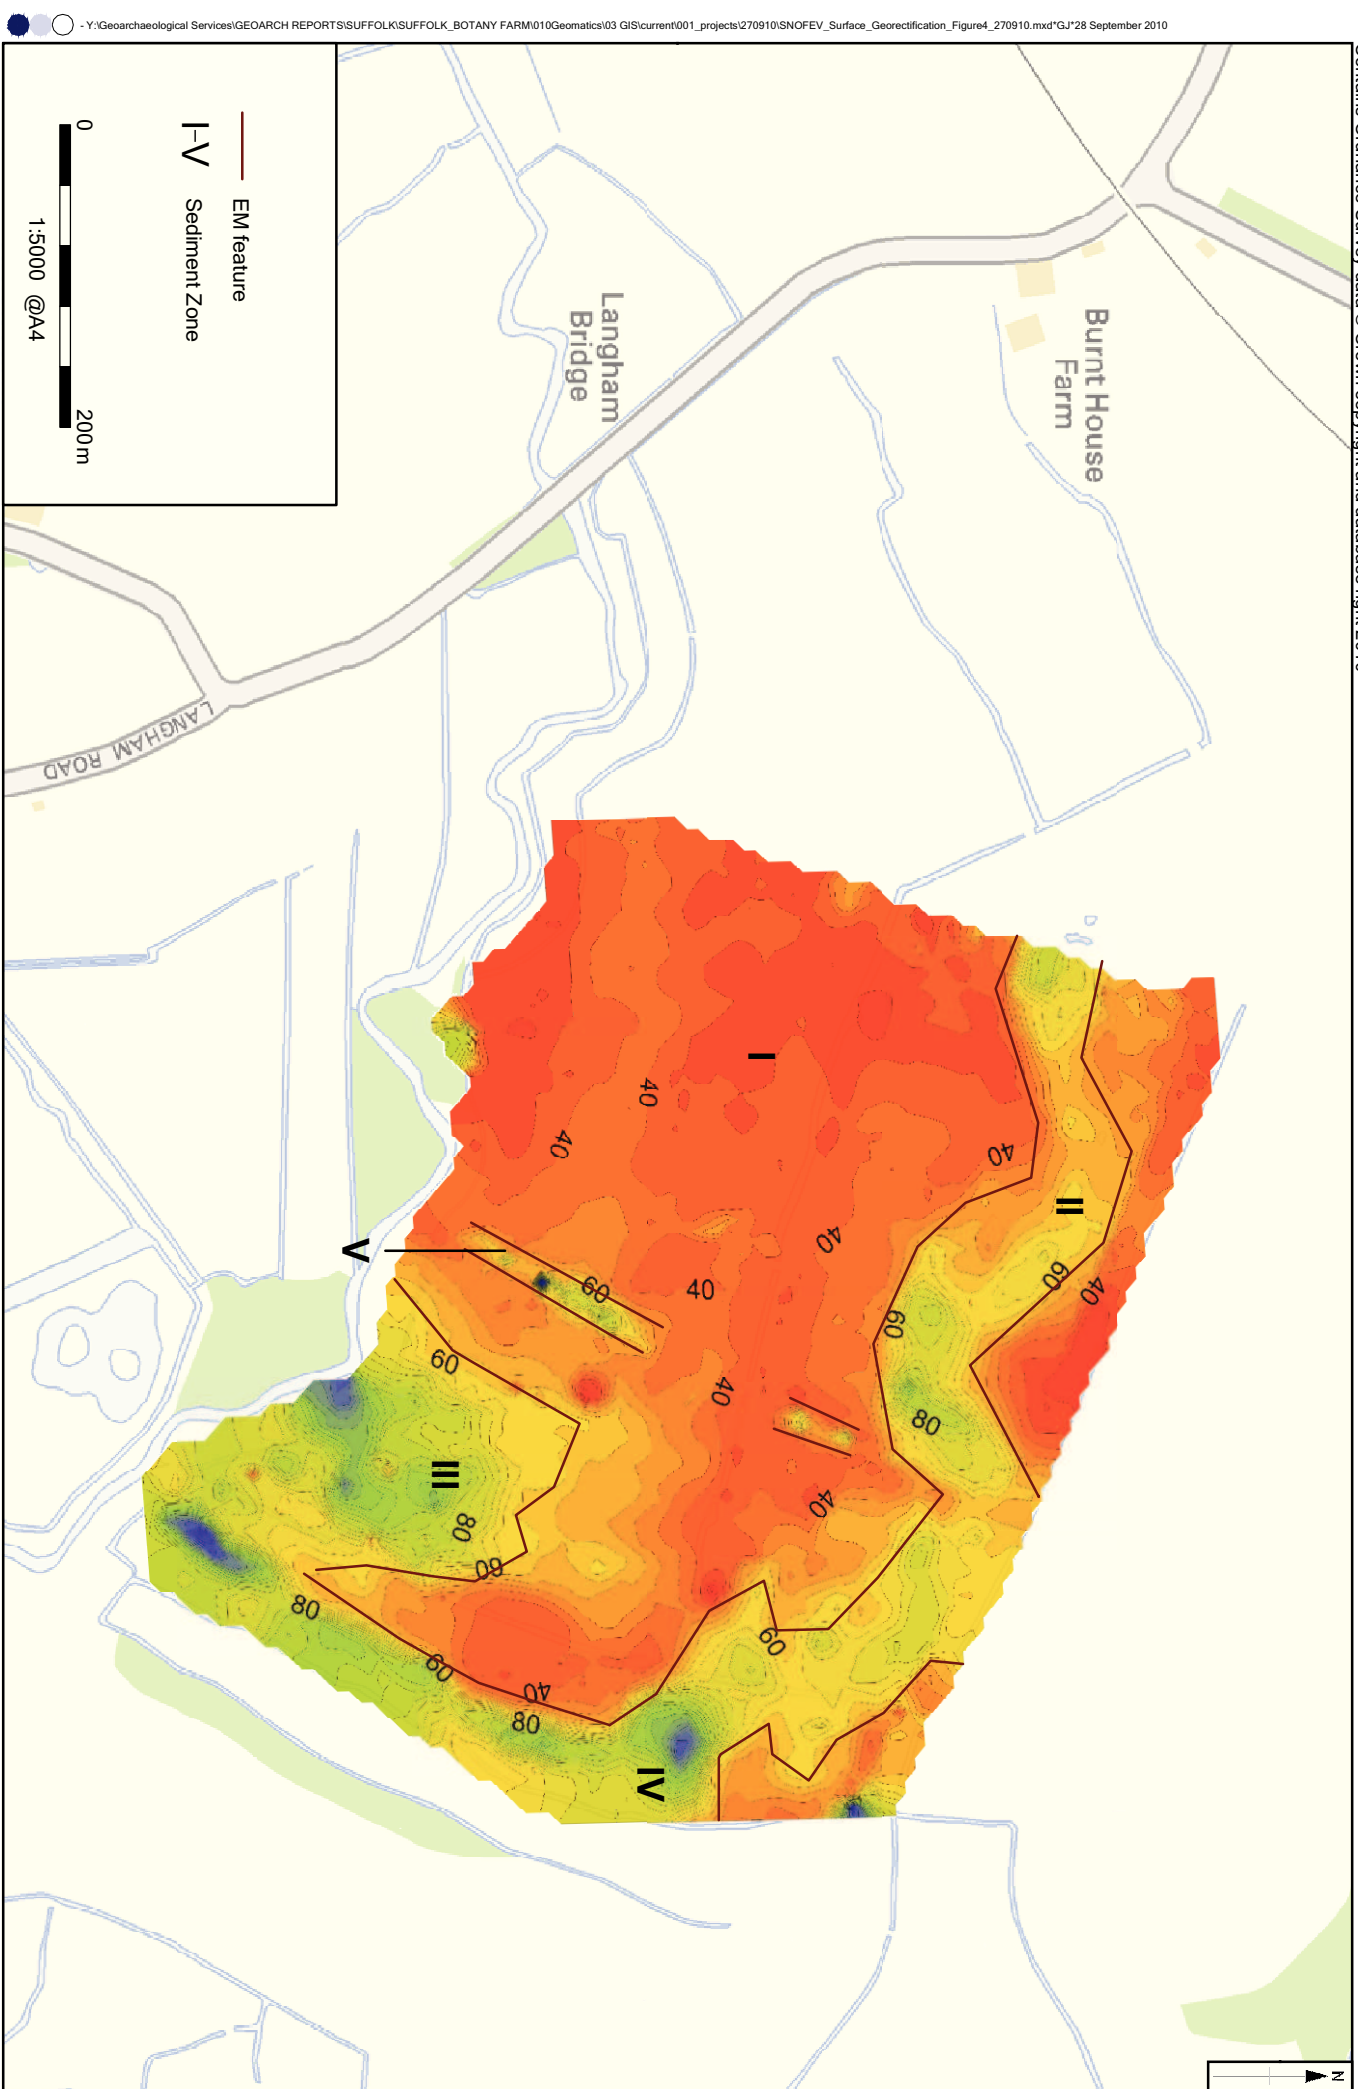 - Y:\Geoarchaeological Services\GEOARCH REPORTS\SUFFOLK\SUFFOLK_BOTANY FARM\010Geomatics\03 GIS\current\001_projects\270910\SNOFEV_Surface_Georectification_Figure4_270910.mxd*GJ*28 September 2010
EM feature
I-V Sediment Zone
0 200m
1:5000 @A4
Burnt House
Farm
Langham
Bridge
LANGHAM ROAD
N
I
II
III
IV
V
40
40
40
40
40
40
40
40
40
60
60
60
60
60
60
60
80
80
80
80